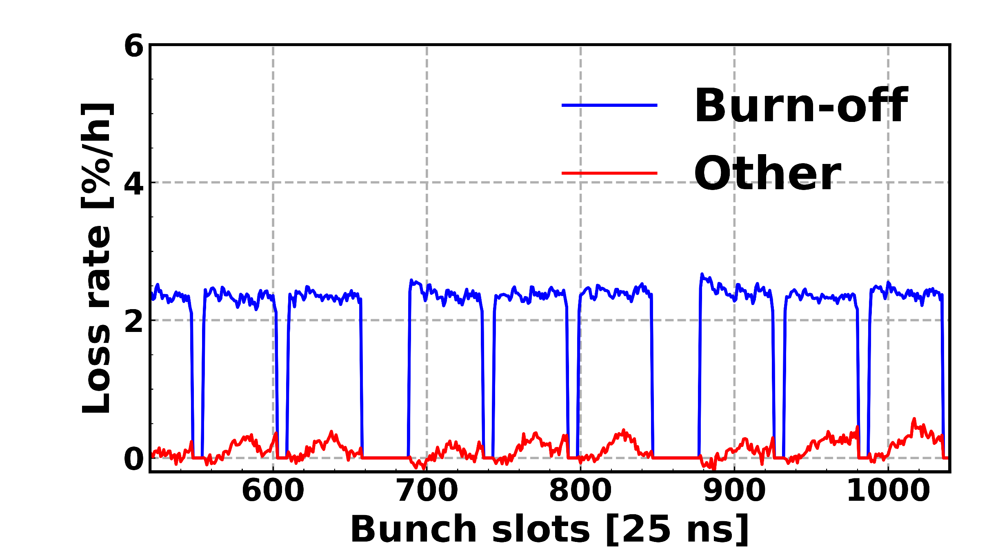 6
4
2
0
Loss rate [%/h]
Burn-off
Other
600 700 800 900 1000
Bunch slots [25 ns]